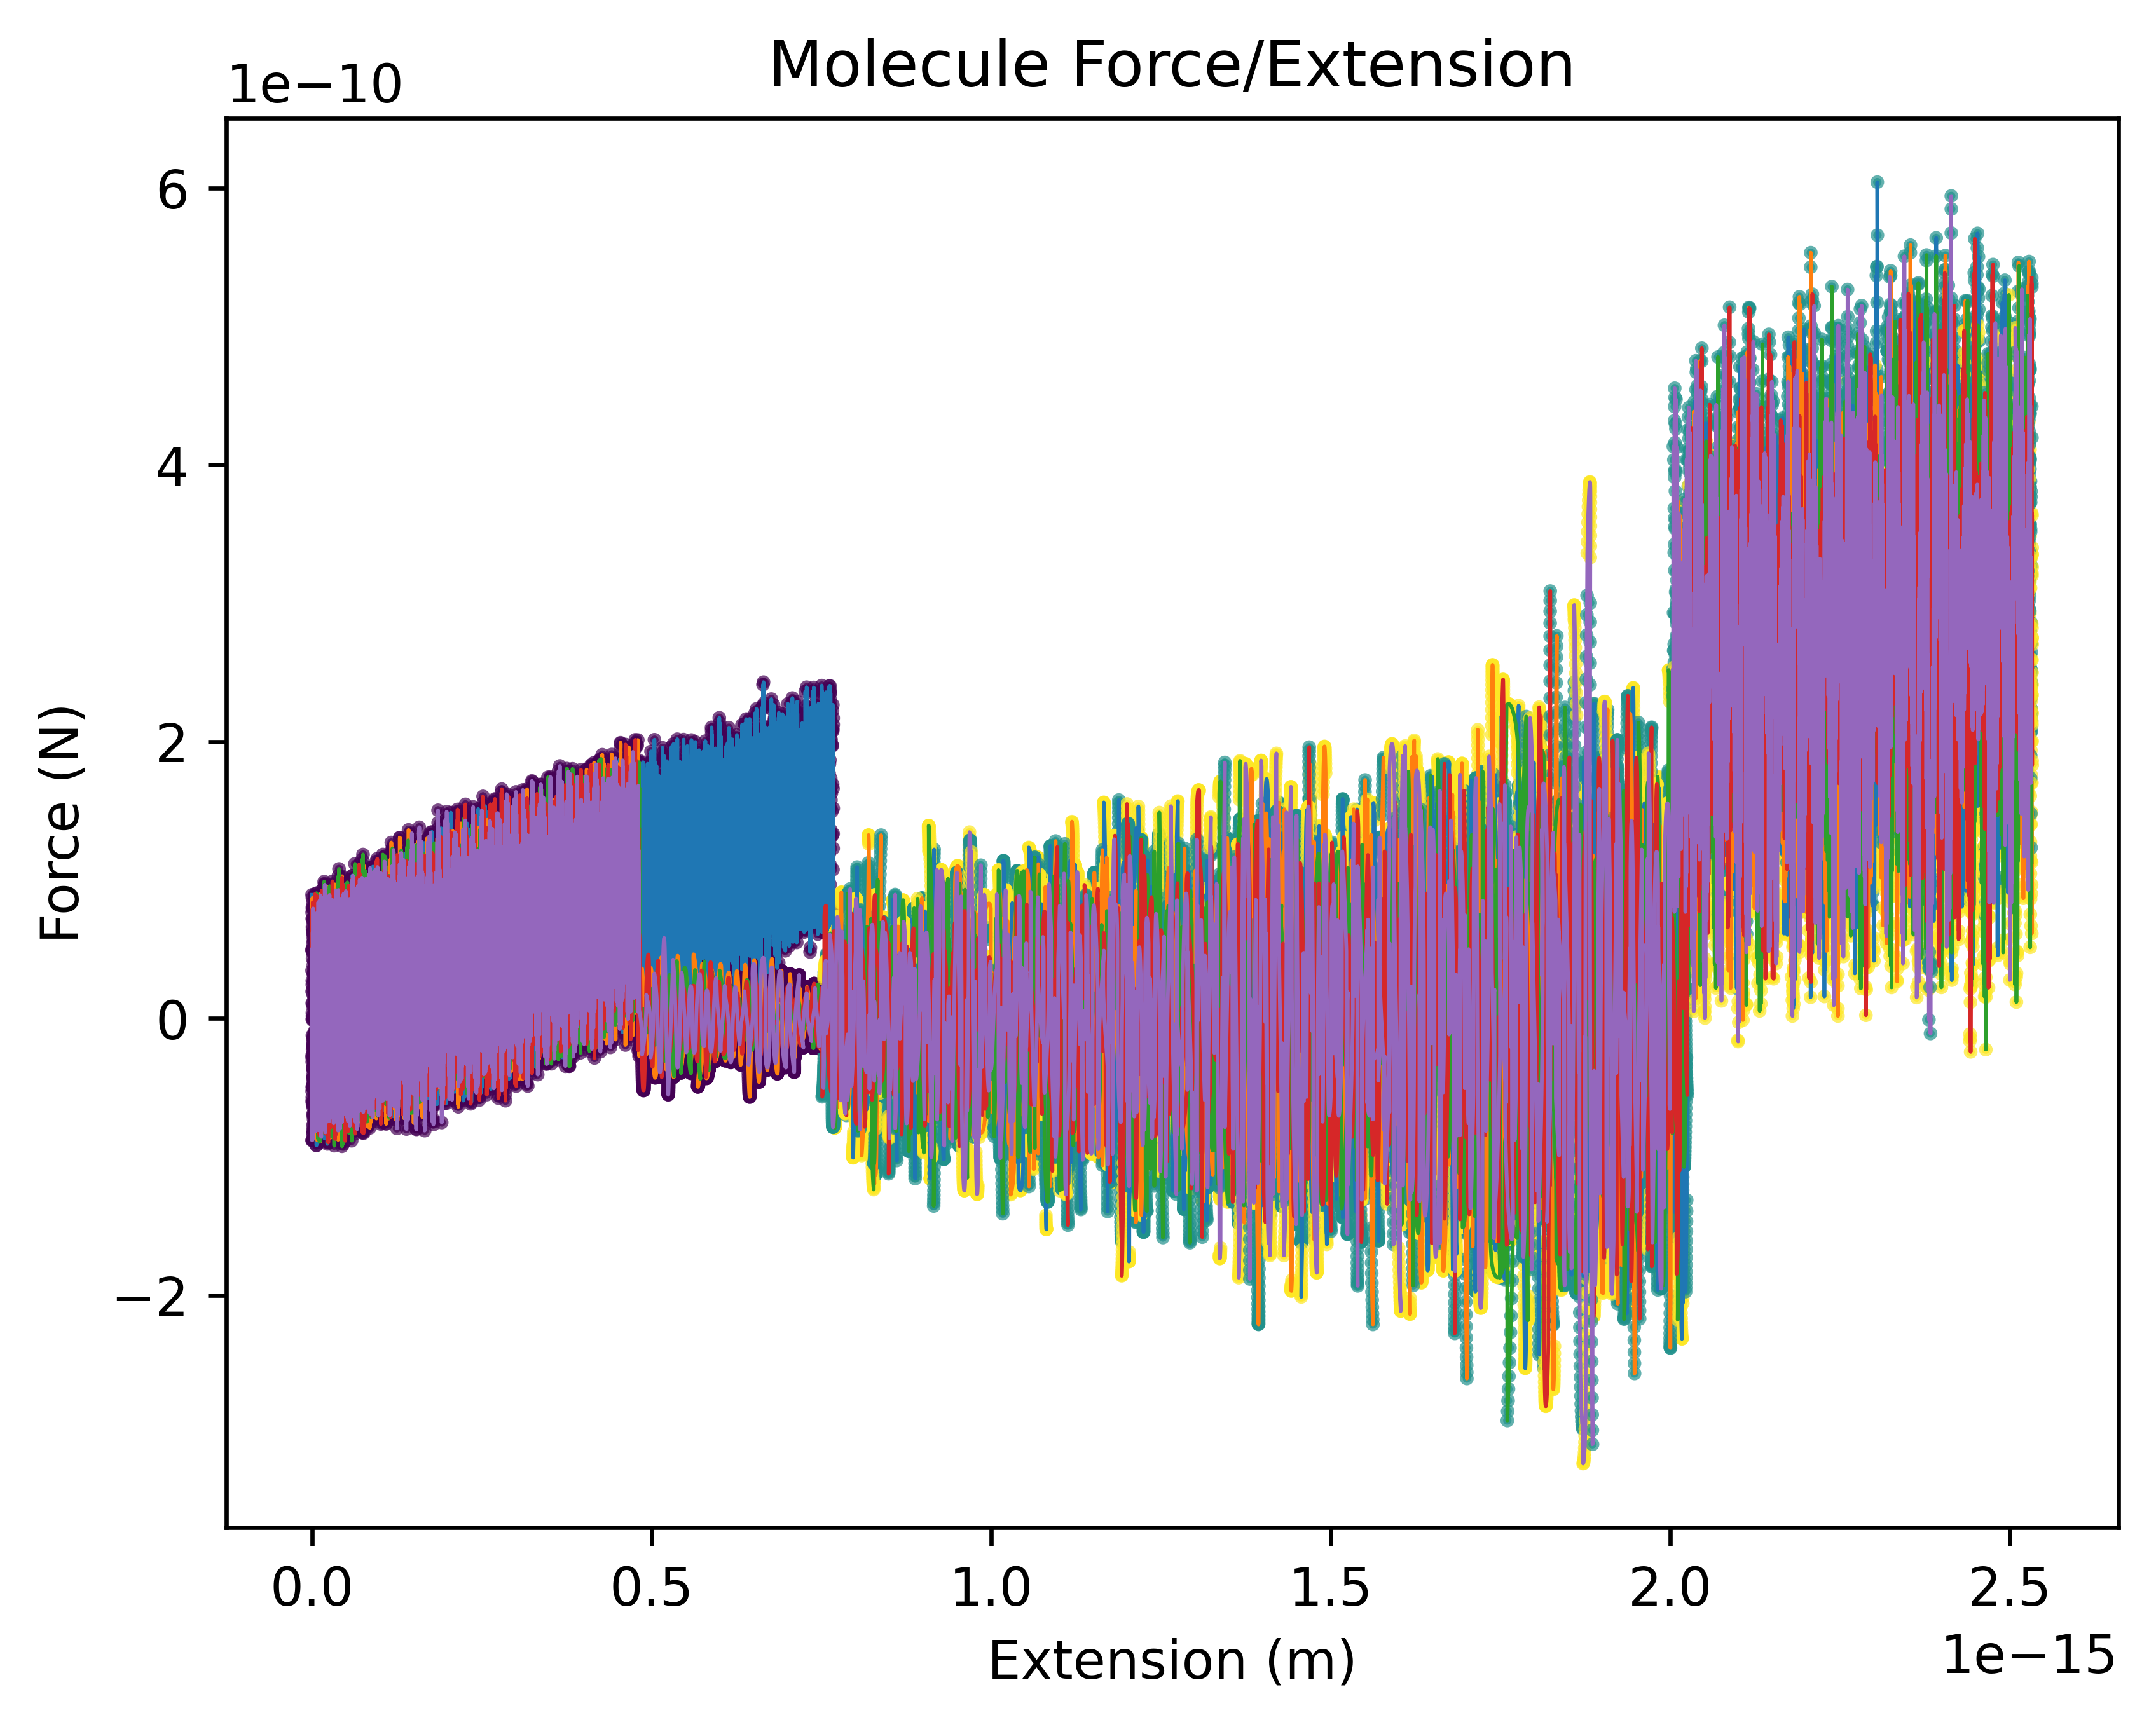 Molecule Force/Extension
1e−10
6
4
2
0
−2
Force (N)
0.0 0.5 1.0 1.5 2.0 2.5
Extension (m)
1e−15